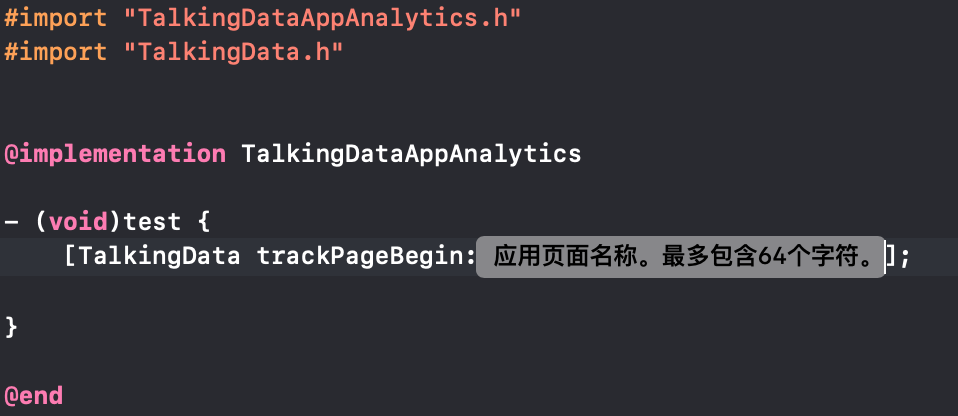 #import "TalkingDataAppAnalytics.h"
#import "TalkingData.h"
@implementation TalkingDataAppAnalytics
- (void)test {
[TalkingData trackPageBegin: 应用页面名称。最多包含64个字符。];
}
@end